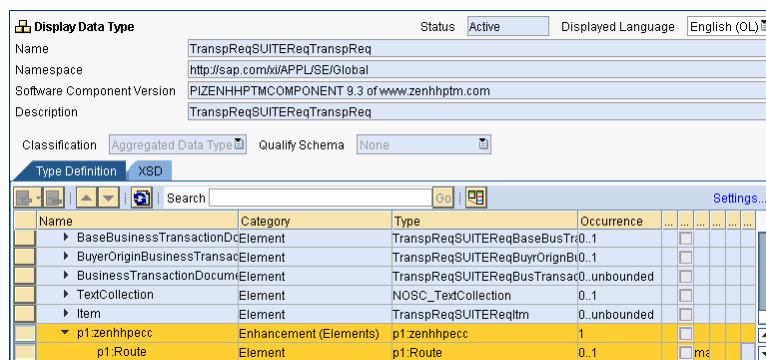 Display Data Type Status Active Displayed Language English (OL)
Name TranspReqSUITEReqTranspReq
Namespace http://sap.com/xi/APPL/SE/Global
Software Component Version PIZENHHPTMCOMPONENT 9.3 of www.zenhhptm.com
Description TranspReqSUITEReqTranspReq
Classification Aggregated Data Type Qualify Schema None
Type Definition XSD
Search Go Settings...
Name Category Type Occurrence ... ... ... ... ... ...
BaseBusinessTransactionDo Element TranspReqSUITEReqBaseBusTra 0..1
BuyerOriginBusinessTransac Element TranspReqSUITEReqBuyrOrignBu 0..1
BusinessTransactionDocume Element TranspReqSUITEReqBusTransac 0..unbounded
TextCollection Element NOSC_TextCollection 0..1
Item Element TranspReqSUITEReqItm 0..unbounded
p1:zenhhpecc Enhancement (Elements) p1:zenhhpecc 1
p1:Route Element p1:Route 0..1 ma